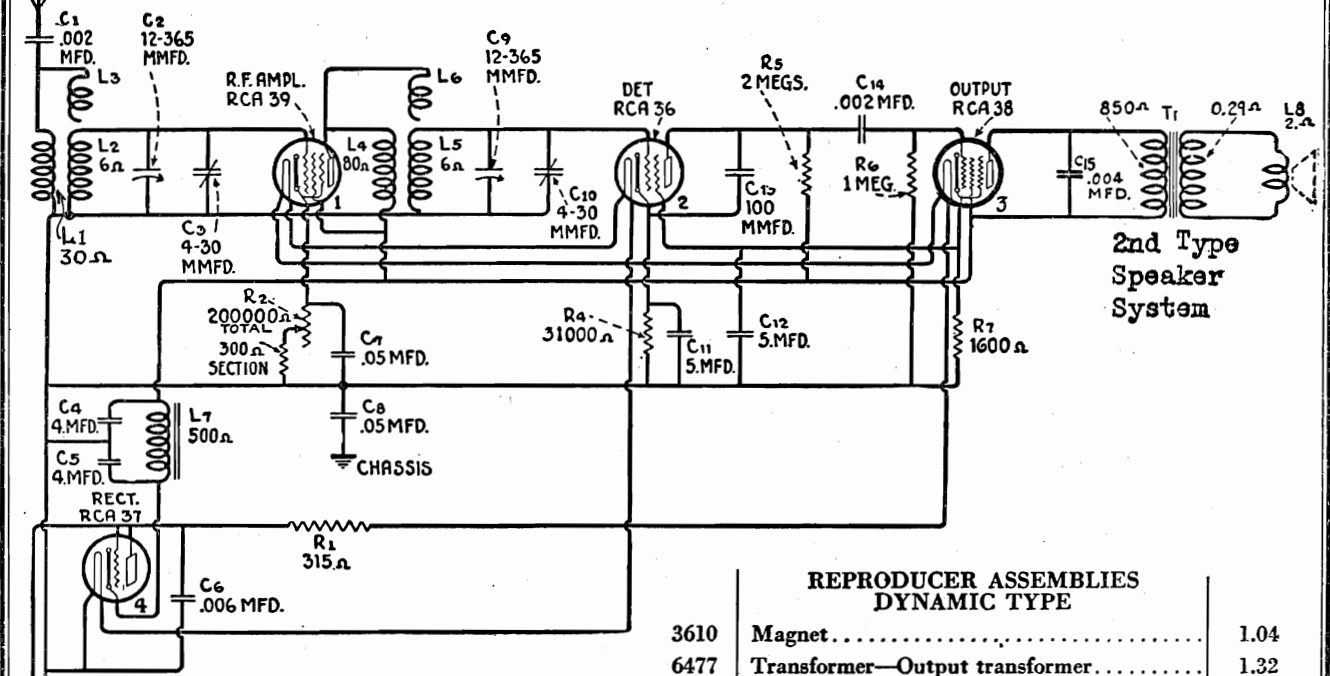 C1
.002
MFD.
C2
12-365
MMFD.
L3
R.F. AMPL.
RCA 39
L6
C9
12-365
MMFD.
DET
RCA 36
R5
2 MEGS.
C14
.002 MFD.
OUTPUT
RCA 38
850Ω
Tr
0.29Ω
L8
2.Ω
L2
6Ω
L4
80Ω
L5
6Ω
C13
100
MMFD.
R6
1 MEG.
C15
.004
MFD.
1
2
3
L1
30Ω
C3
4-30
MMFD.
C10
4-30
MMFD.
2nd Type
Speaker
System
R2
200000Ω
TOTAL
300Ω
SECTION
C7
.05 MFD.
R4
31000Ω
C11
5.MFD.
C12
5.MFD.
R7
1600Ω
C4
4.MFD.
L7
500Ω
C8
.05 MFD.
C5
4.MFD.
CHASSIS
RECT.
RCA 37
R1
315.Ω
4
C6
.006 MFD.
REPRODUCER ASSEMBLIES
DYNAMIC TYPE
3610 Magnet 1.04
6477 Transformer—Output transformer 1.32